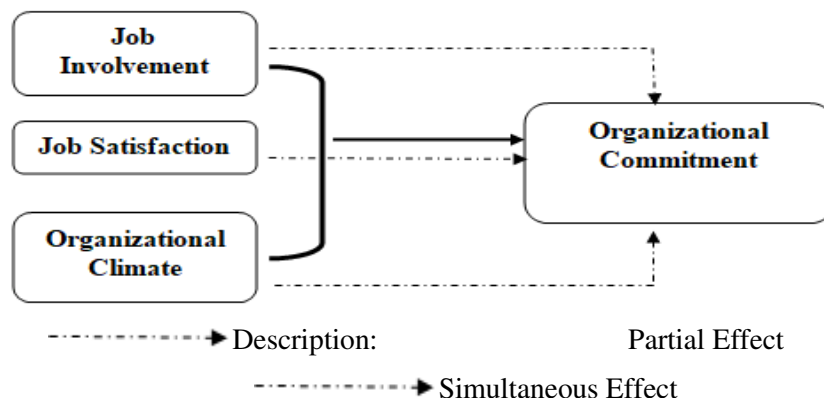 Job
Involvement
Job Satisfaction
Organizational
Climate
Organizational
Commitment
Description: Partial Effect
Simultaneous Effect